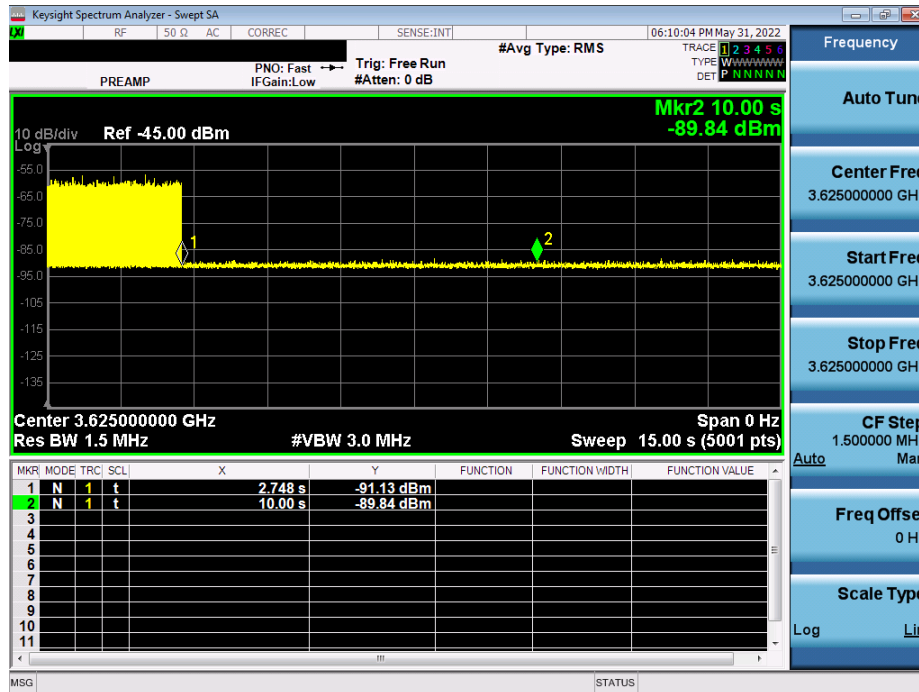 Keysight Spectrum Analyzer - Swept SA
LXI RF 50 Ω AC CORREC SENSE:INT 06:10:04 PM May 31, 2022
#Avg Type: RMS TRACE 1 2 3 4 5 6
PNO: Fast Trig: Free Run TYPE WWWWWW
PREAMP IFGain:Low #Atten: 0 dB DET P N N N N N
Mkr2 10.00 s
10 dB/div Ref -45.00 dBm -89.84 dBm
Log
-55.0
-65.0
-75.0
1
2
-85.0
-95.0
-105
-115
-125
-135
Center 3.625000000 GHz Span 0 Hz
Res BW 1.5 MHz #VBW 3.0 MHz Sweep 15.00 s (5001 pts)
MKR MODE TRC SCL X Y FUNCTION FUNCTION WIDTH FUNCTION VALUE
1 N 1 t 2.748 s -91.13 dBm
2 N 1 t 10.00 s -89.84 dBm
3
4
5
6
7
8
9
10
11
MSG STATUS
Frequency
Auto Tun
Center Fre
3.625000000 GH
Start Fre
3.625000000 GH
Stop Fre
3.625000000 GH
CF Ste
1.500000 MH
Auto Ma
Freq Offse
0 H
Scale Typ
Log Li